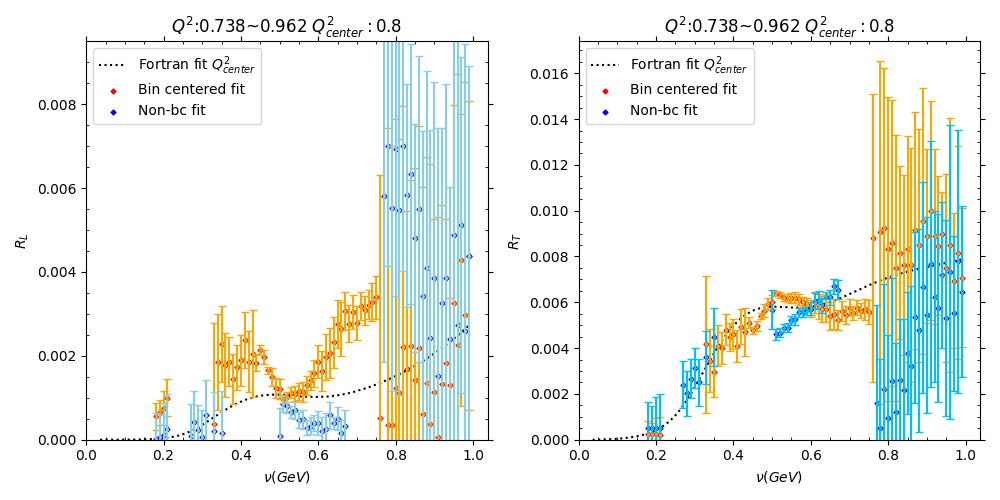 Q²:0.738~0.962 Q²center : 0.8
Fortran fit Q²center
Bin centered fit
Non-bc fit
0.008
0.006
0.004
0.002
0.000
R_L
0.0 0.2 0.4 0.6 0.8 1.0
ν(GeV)
Q²:0.738~0.962 Q²center : 0.8
Fortran fit Q²center
Bin centered fit
Non-bc fit
0.016
0.014
0.012
0.010
0.008
0.006
0.004
0.002
0.000
R_T
0.0 0.2 0.4 0.6 0.8 1.0
ν(GeV)